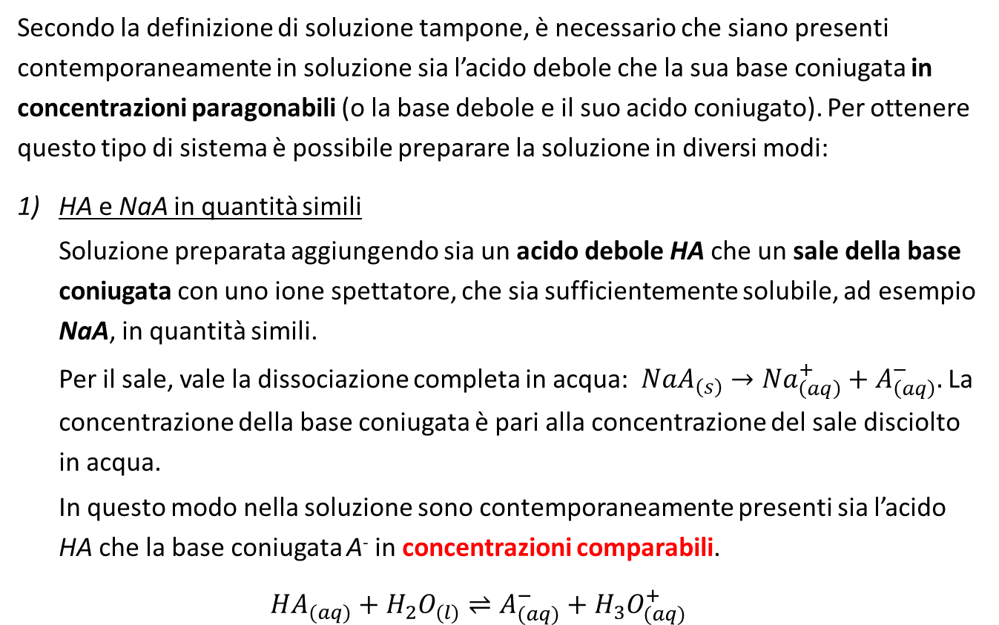 Secondo la definizione di soluzione tampone, è necessario che siano presenti
contemporaneamente in soluzione sia l’acido debole che la sua base coniugata in
concentrazioni paragonabili (o la base debole e il suo acido coniugato). Per ottenere
questo tipo di sistema è possibile preparare la soluzione in diversi modi:
1) HA e NaA in quantità simili
Soluzione preparata aggiungendo sia un acido debole HA che un sale della base
coniugata con uno ione spettatore, che sia sufficientemente solubile, ad esempio
NaA, in quantità simili.
Per il sale, vale la dissociazione completa in acqua: NaA₍s₎ → Na⁺₍aq₎ + A⁻₍aq₎. La
concentrazione della base coniugata è pari alla concentrazione del sale disciolto
in acqua.
In questo modo nella soluzione sono contemporaneamente presenti sia l’acido
HA che la base coniugata A⁻ in concentrazioni comparabili.
HA₍aq₎ + H₂O₍l₎ ⇌ A⁻₍aq₎ + H₃O⁺₍aq₎